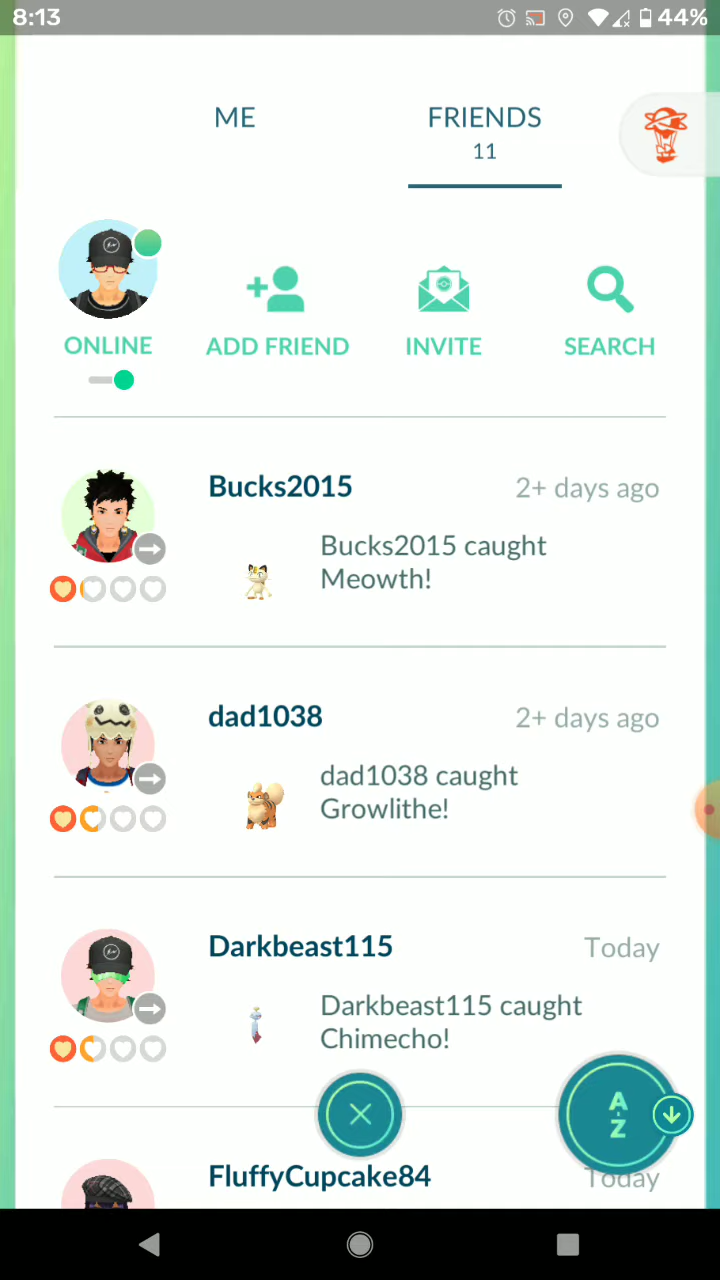 8:13
44%
ME
FRIENDS
11
ONLINE
ADD FRIEND
INVITE
SEARCH
Bucks2015
2+ days ago
Bucks2015 caught
Meowth!
dad1038
2+ days ago
dad1038 caught
Growlithe!
Darkbeast115
Today
Darkbeast115 caught
Chimecho!
A-Z
FluffyCupcake84
Today